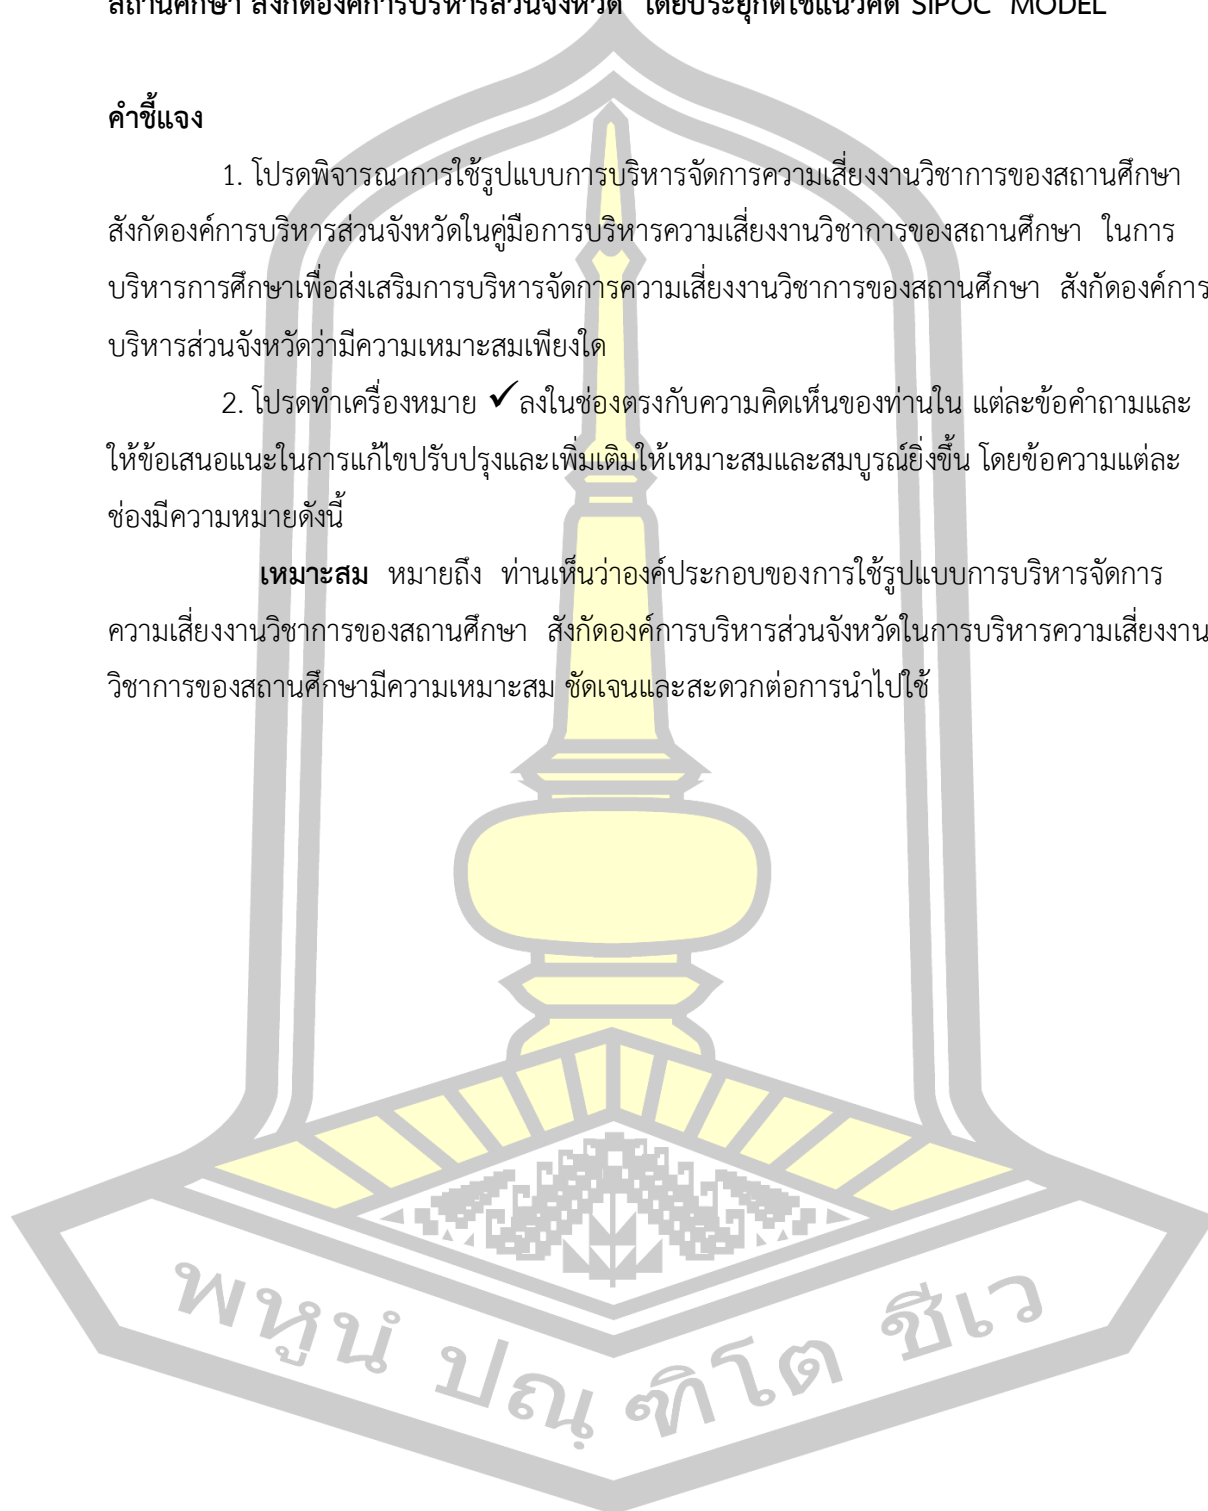 สถานศึกษา สังกัดองค์การบริหารส่วนจังหวัด โดยประยุกต์ใช้แนวคิด SIPOC MODEL
คำชี้แจง
1. โปรดพิจารณาการใช้รูปแบบการบริหารจัดการความเสี่ยงงานวิชาการของสถานศึกษา
สังกัดองค์การบริหารส่วนจังหวัดในคู่มือการบริหารความเสี่ยงงานวิชาการของสถานศึกษา ในการ
บริหารการศึกษาเพื่อส่งเสริมการบริหารจัดการความเสี่ยงงานวิชาการของสถานศึกษา สังกัดองค์การ
บริหารส่วนจังหวัดว่ามีความเหมาะสมเพียงใด
2. โปรดทำเครื่องหมาย ✓ลงในช่องตรงกับความคิดเห็นของท่านใน แต่ละข้อคำถามและ
ให้ข้อเสนอแนะในการแก้ไขปรับปรุงและเพิ่มเติมให้เหมาะสมและสมบูรณ์ยิ่งขึ้น โดยข้อความแต่ละ
ช่องมีความหมายดังนี้
เหมาะสม หมายถึง ท่านเห็นว่าองค์ประกอบของการใช้รูปแบบการบริหารจัดการ
ความเสี่ยงงานวิชาการของสถานศึกษา สังกัดองค์การบริหารส่วนจังหวัดในการบริหารความเสี่ยงงาน
วิชาการของสถานศึกษามีความเหมาะสม ชัดเจนและสะดวกต่อการนำไปใช้
พหูนํ ปณฺฑิโต ชีเว